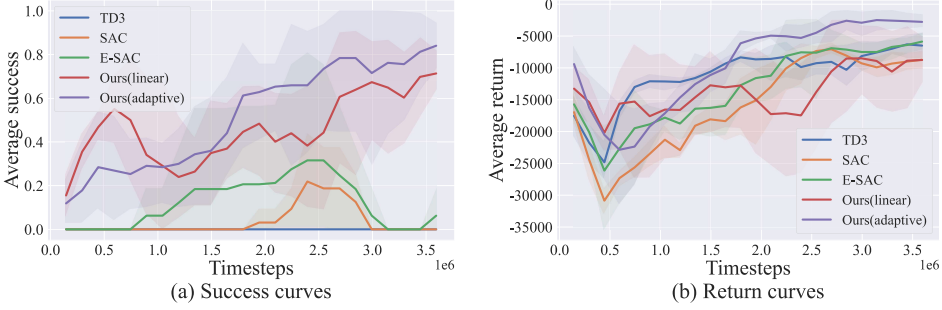 1.0
0.8
0.6
0.4
0.2
0.0
Average success
TD3
SAC
E-SAC
Ours(linear)
Ours(adaptive)
0.0 0.5 1.0 1.5 2.0 2.5 3.0 3.5
1e6
Timesteps
(a) Success curves
-5000
-10000
-15000
-20000
-25000
-30000
-35000
Average return
TD3
SAC
E-SAC
Ours(linear)
Ours(adaptive)
0.0 0.5 1.0 1.5 2.0 2.5 3.0 3.5
1e6
Timesteps
(b) Return curves